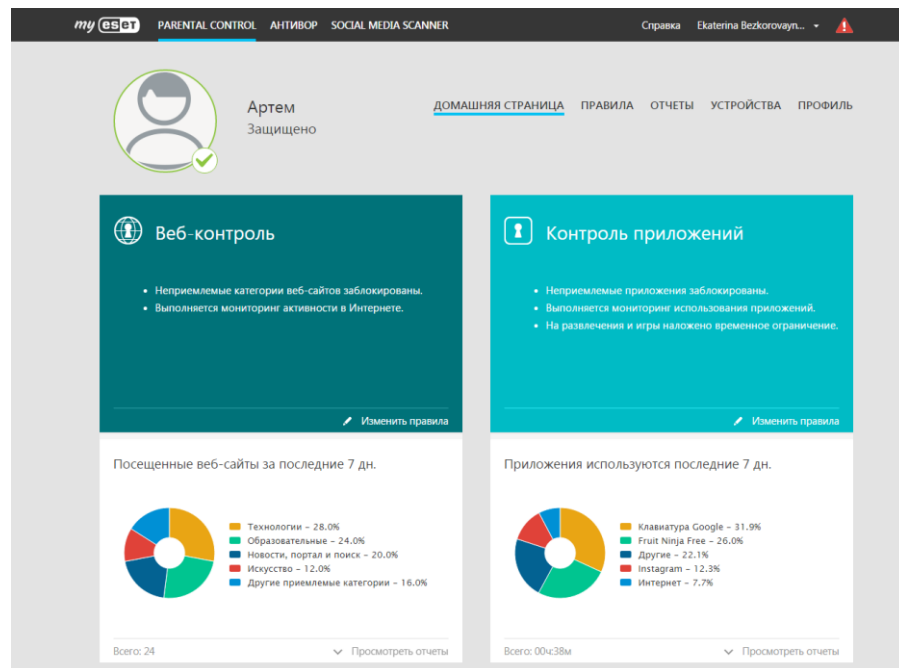 my eset PARENTAL CONTROL АНТИВОР SOCIAL MEDIA SCANNER Справка Ekaterina Bezkorovayn...
Артем
Защищено
ДОМАШНЯЯ СТРАНИЦА ПРАВИЛА ОТЧЕТЫ УСТРОЙСТВА ПРОФИЛЬ
Веб-контроль
• Неприемлемые категории веб-сайтов заблокированы.
• Выполняется мониторинг активности в Интернете.
Изменить правила
Контроль приложений
• Неприемлемые приложения заблокированы.
• Выполняется мониторинг использования приложений.
• На развлечения и игры наложено временное ограничение.
Изменить правила
Посещенные веб-сайты за последние 7 дн.
Технологии – 28.0%
Образовательные – 24.0%
Новости, портал и поиск – 20.0%
Искусство – 12.0%
Другие приемлемые категории – 16.0%
Всего: 24 Просмотреть отчеты
Приложения используются последние 7 дн.
Клавиатура Google – 31.9%
Fruit Ninja Free – 26.0%
Другие – 22.1%
Instagram – 12.3%
Интернет – 7.7%
Всего: 00ч:38м Просмотреть отчеты